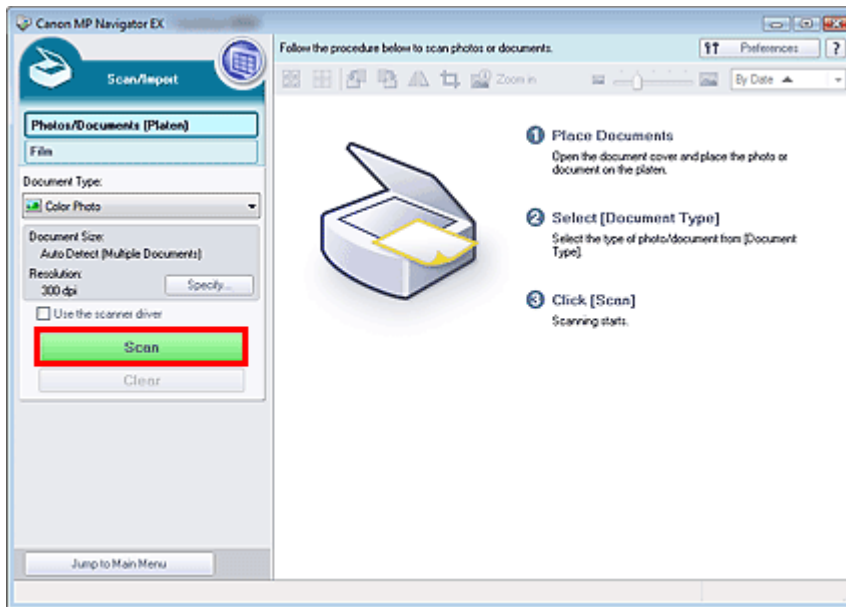 Canon MP Navigator EX
Scan/Import
Photos/Documents (Platen)
Film
Document Type:
Color Photo
Document Size:
Auto Detect (Multiple Documents)
Resolution:
300 dpi
Specify...
Use the scanner driver
Scan
Clear
Jump to Main Menu
Follow the procedure below to scan photos or documents.
Preferences
?
Zoom in
By Date
1 Place Documents
Open the document cover and place the photo or
document on the platen.
2 Select [Document Type]
Select the type of photo/document from [Document
Type].
3 Click [Scan]
Scanning starts.